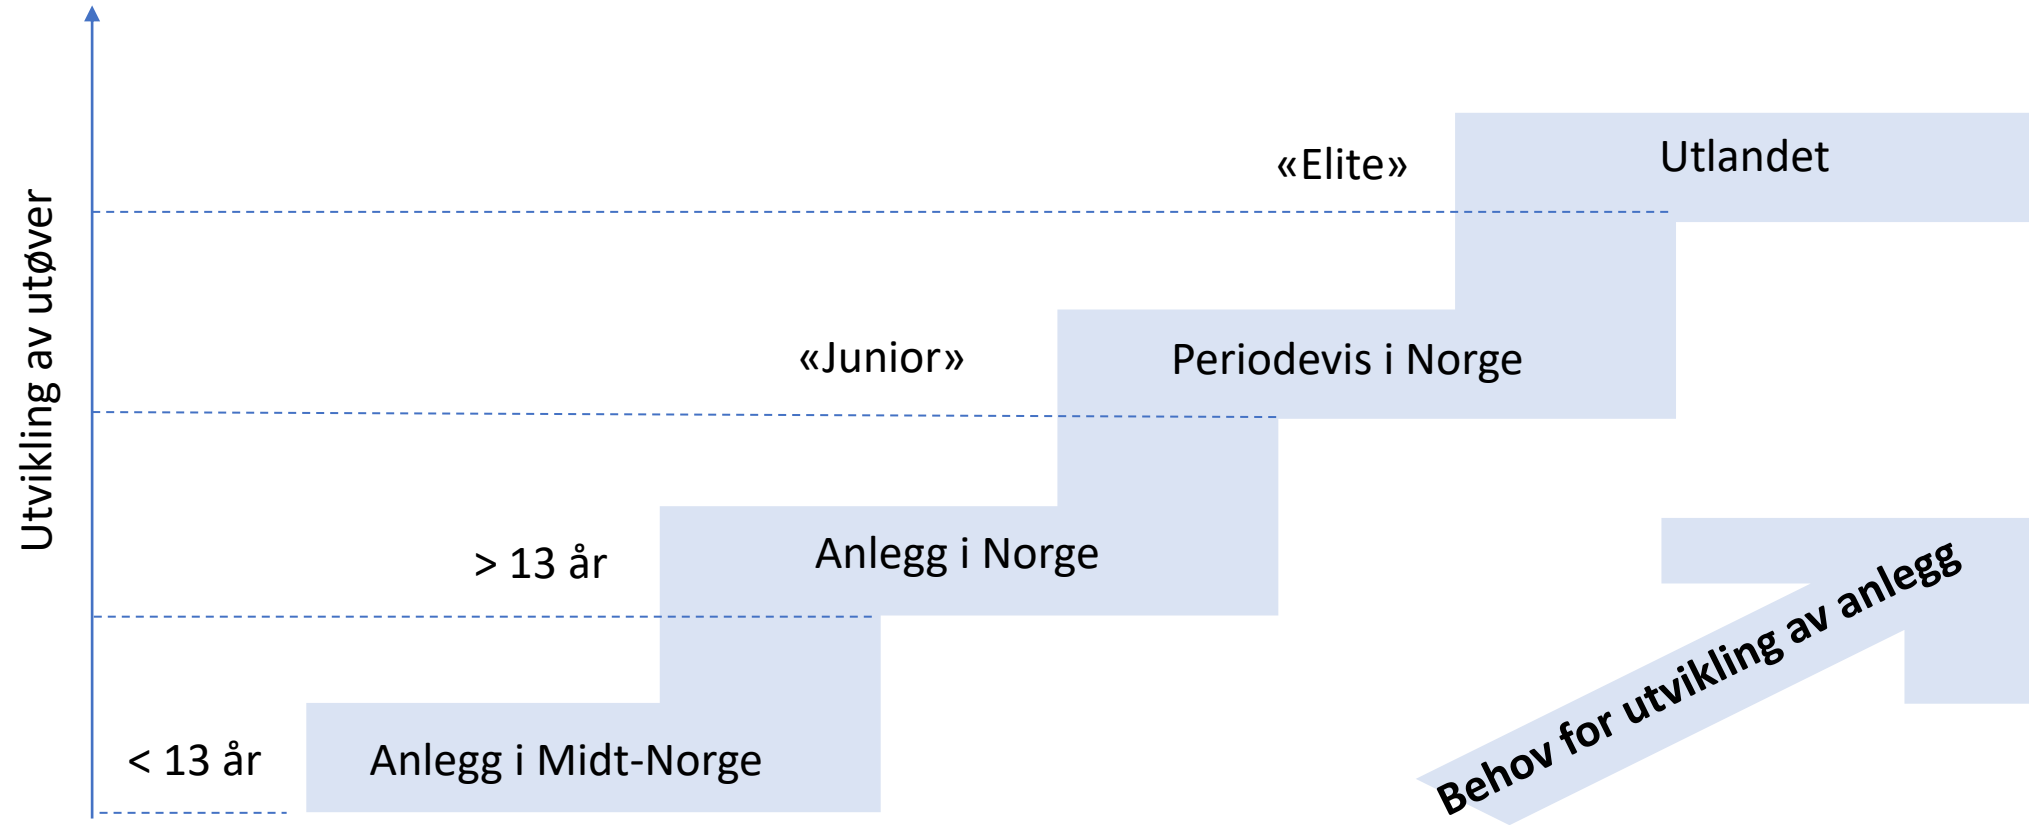 Utvikling av utøver
«Elite»
Utlandet
«Junior»
Periodevis i Norge
> 13 år
Anlegg i Norge
< 13 år
Anlegg i Midt-Norge
Behov for utvikling av anlegg